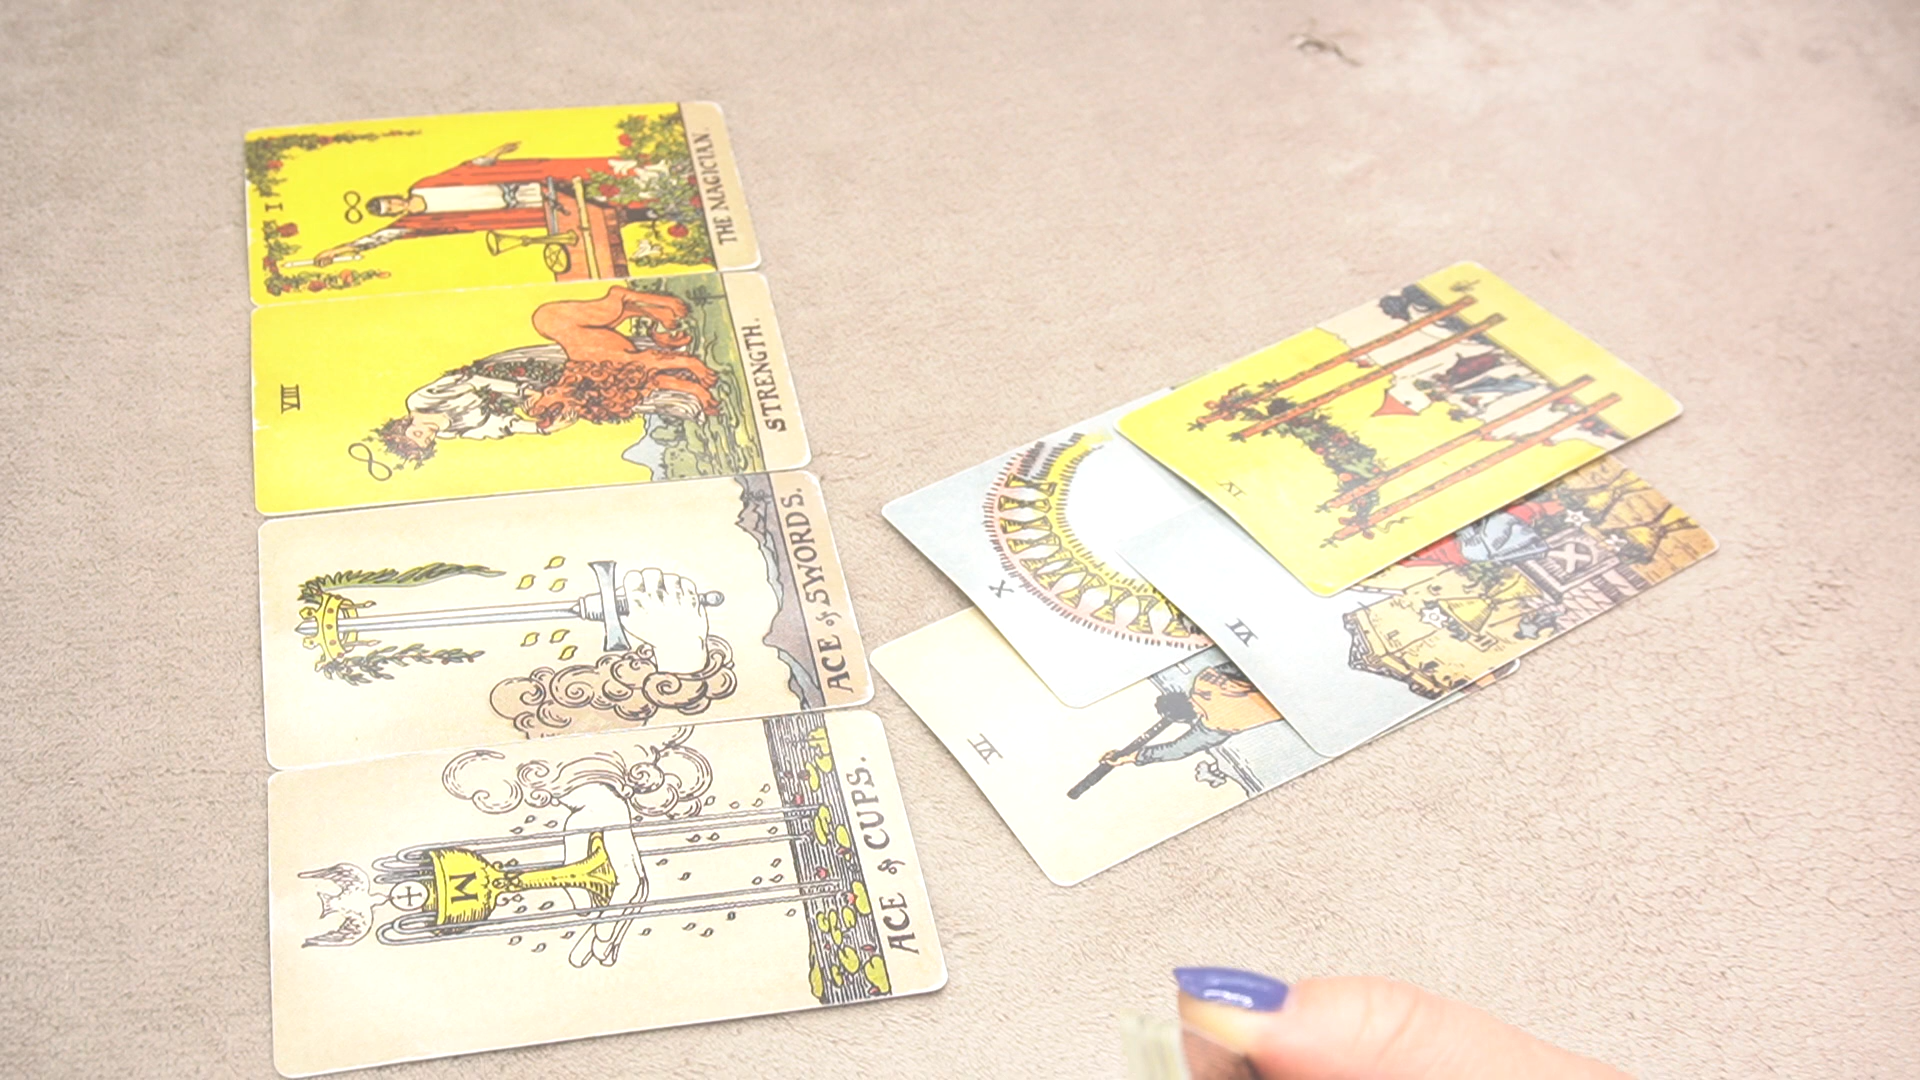 I
THE MAGICIAN.
VIII
STRENGTH.
ACE of SWORDS.
M
ACE of CUPS.
IV
X
VI
VI